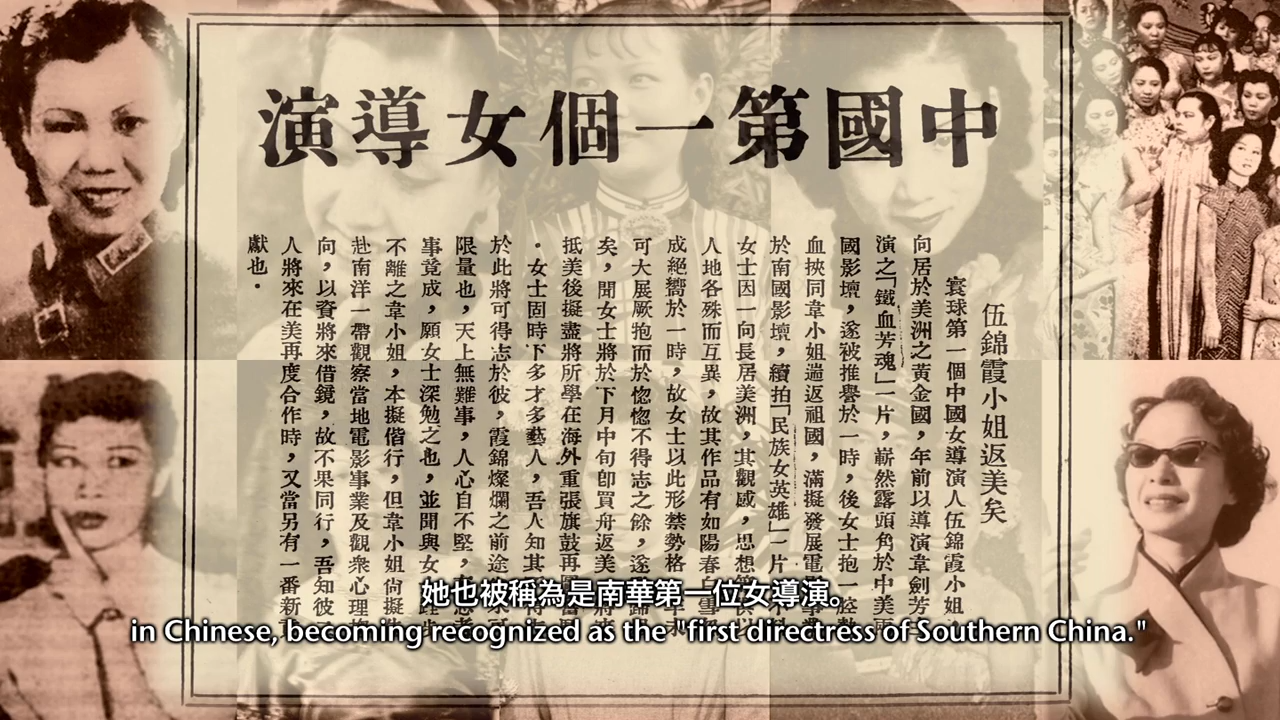 中國第一個女導演
伍錦霞小姐返美矣
寰球第一個中國女導演人伍錦霞小姐，
向居於美洲之黃金國，年前以導演韋劍芳
演之「鐵血芳魂」一片，嶄然露頭角於中美兩
國影壇，遂被推譽於一時，後女士抱一腔熱
血挾同韋小姐遄返祖國，滿擬發展電
於南國影壇，續拍「民族女英雄」一片，
女士因一向長居美洲，其觀感，思想
人地各殊而互異，故其作品有如陽春白雪
成絕嚮於一時，故女士以此形禁勢格
可大展厥抱而於惚惚不得志之餘，遂
矣，聞女士將於下月中旬卽買舟返美
抵美後擬盡將所學在海外重張旗鼓再
．女士固時下多才多藝人，吾人知其
於此將可得志於彼，霞錦燦爛之前途
限量也，天上無難事，人心自不堅，
事竟成，願女士深勉之也，並聞與女
不離之韋小姐，本擬偕行，但韋小姐尙擬
赴南洋一帶觀察當地電影事業及觀衆心理
向，以資將來借鏡，故不果同行，吾知彼
人將來在美再度合作時，又當另有一番新
獻也．
她也被稱為是南華第一位女導演。
in Chinese, becoming recognized as the "first directress of Southern China."